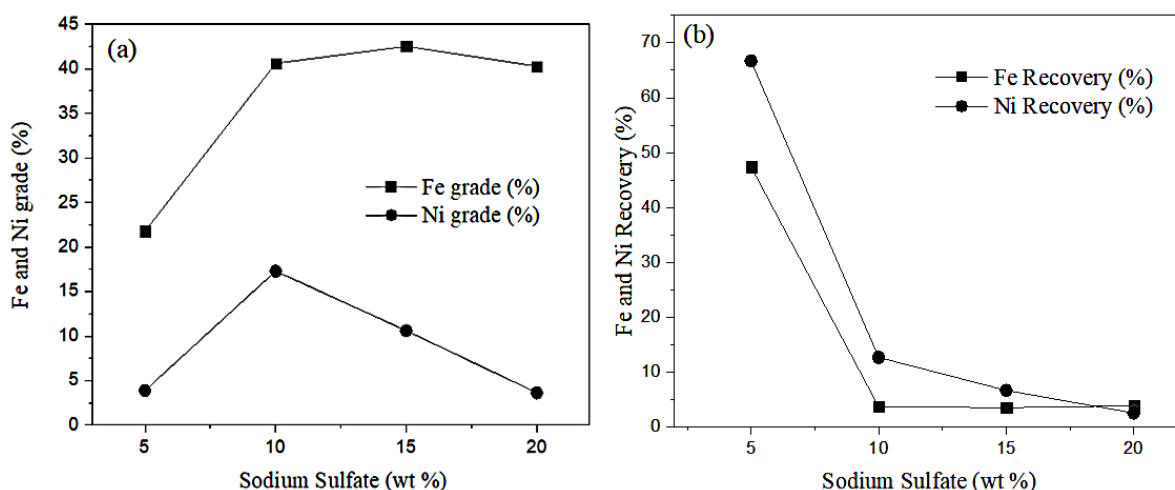 (a)
Fe and Ni grade (%)
45
40
35
30
25
20
15
10
5
0
Fe grade (%)
Ni grade (%)
5 10 15 20
Sodium Sulfate (wt %)
(b)
Fe and Ni Recovery (%)
70
60
50
40
30
20
10
0
Fe Recovery (%)
Ni Recovery (%)
5 10 15 20
Sodium Sulfate (wt %)